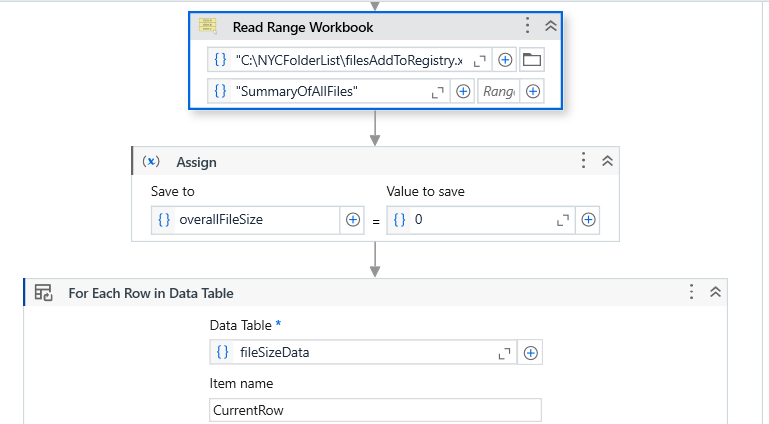 Read Range Workbook
"C:\NYCFolderList\filesAddToRegistry.x
"SummaryOfAllFiles" Rang
(x) Assign
Save to Value to save
{} overallFileSize = {} 0
For Each Row in Data Table
Data Table *
{} fileSizeData
Item name
CurrentRow